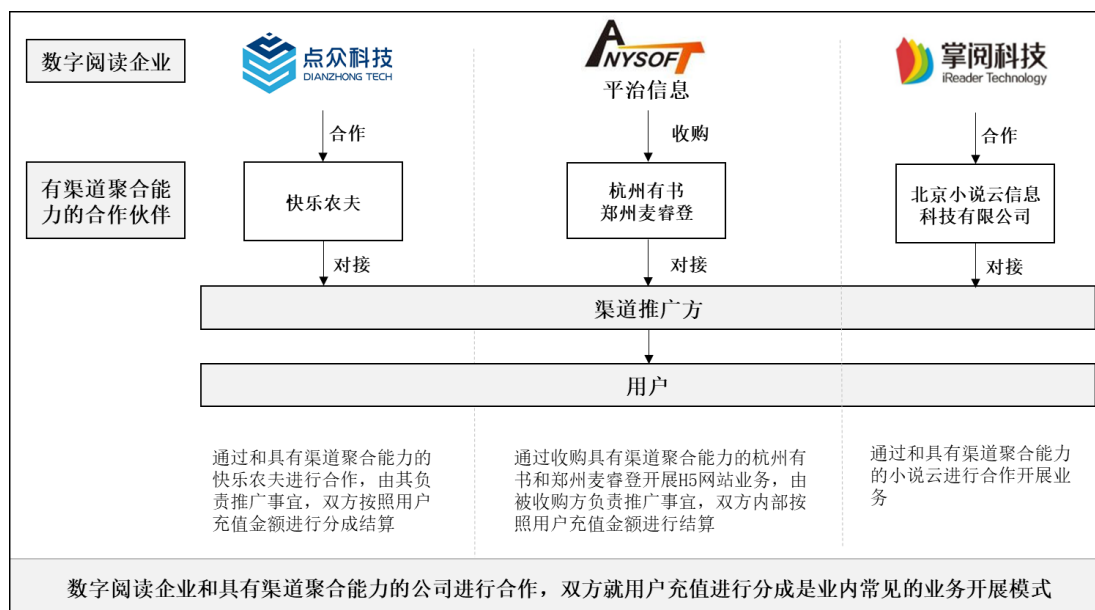 数字阅读企业
点众科技
DIANZHONG TECH
ANYSOFT
平治信息
掌阅科技
iReader Technology
合作
收购
合作
有渠道聚合能
力的合作伙伴
快乐农夫
杭州有书
郑州麦睿登
北京小说云信息
科技有限公司
对接
对接
对接
渠道推广方
用户
通过和具有渠道聚合能力的
快乐农夫进行合作，由其负
责推广事宜，双方按照用户
充值金额进行分成结算
通过收购具有渠道聚合能力的杭州有
书和郑州麦睿登开展H5网站业务，由
被收购方负责推广事宜，双方内部按
照用户充值金额进行结算
通过和具有渠道聚合能力
的小说云进行合作开展业
务
数字阅读企业和具有渠道聚合能力的公司进行合作，双方就用户充值进行分成是业内常见的业务开展模式